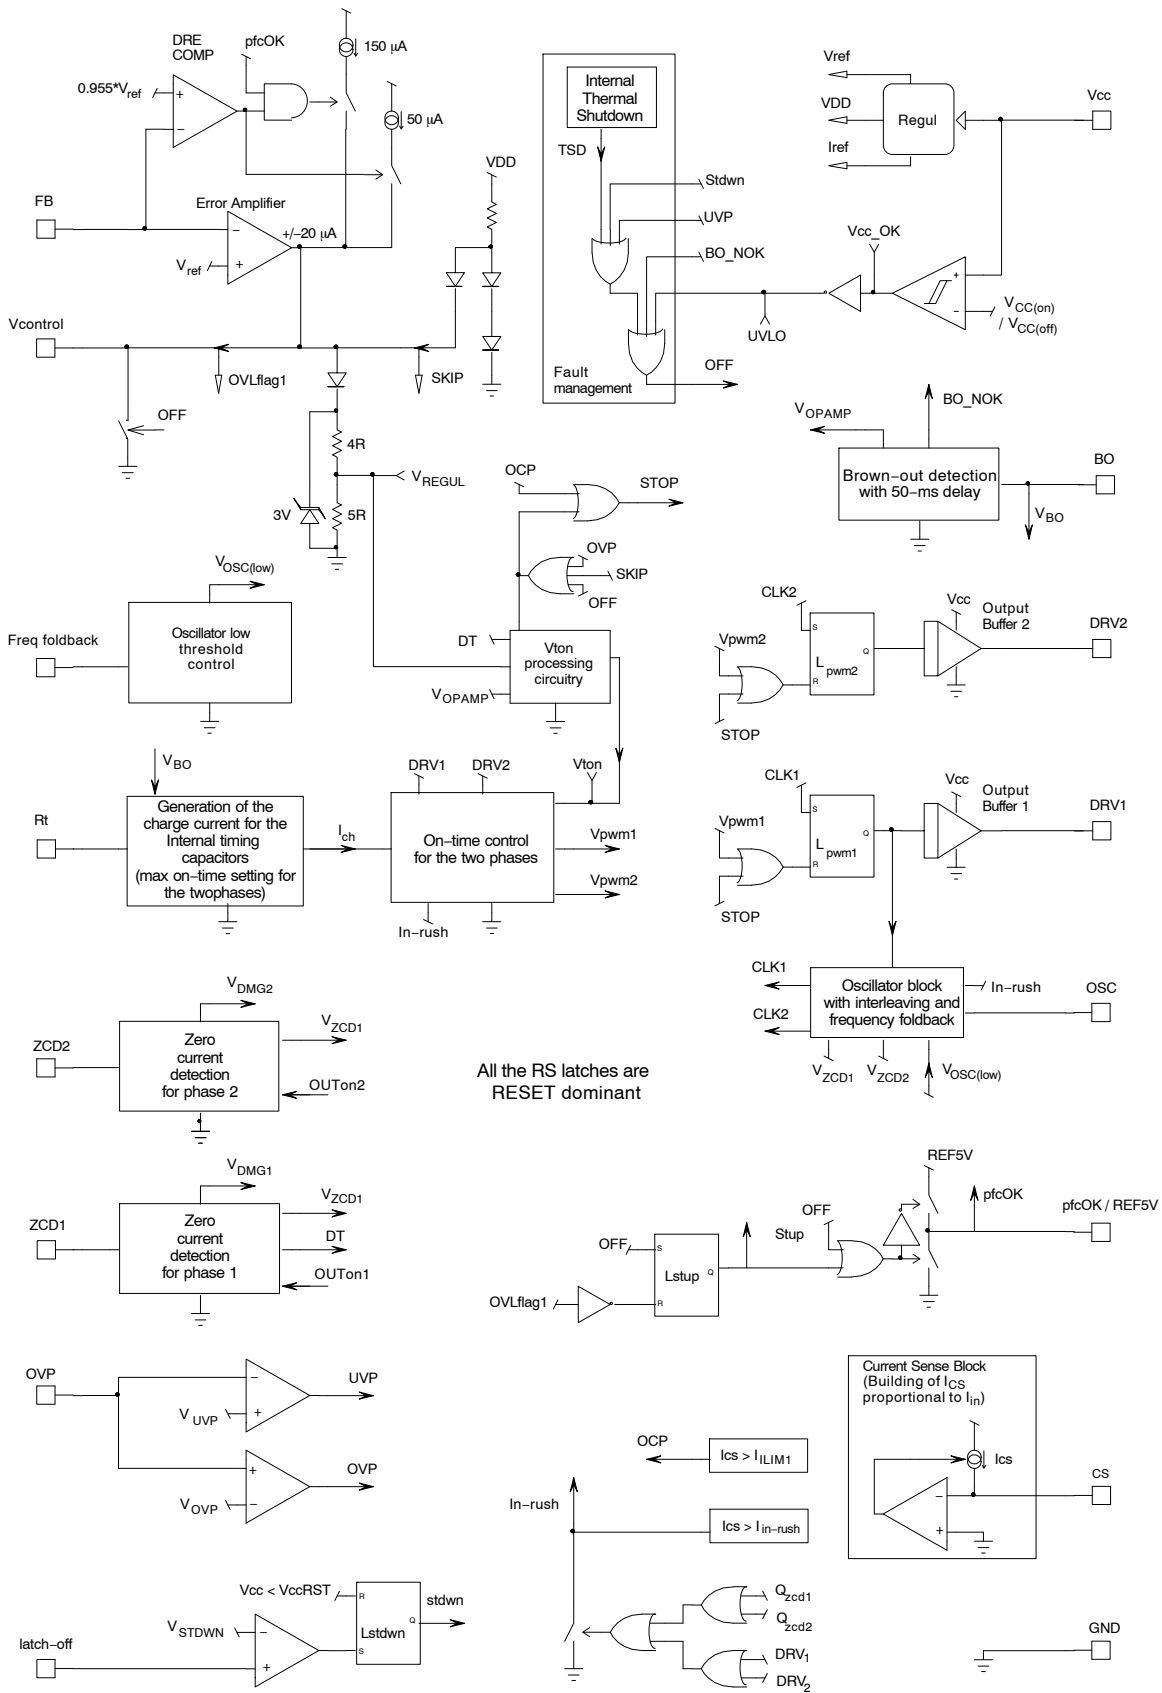 DRE
COMP
pfcOK
150 µA
0.955*Vref
+
−
50 µA
VDD
FB
Error Amplifier
+/−20 µA
−
Vref
+
Vcontrol
OVLflag1
SKIP
OFF
4R
VREGUL
3V
5R
Internal
Thermal
Shutdown
TSD
Stdwn
UVP
BO_NOK
UVLO
OFF
Fault
management
Vref
VDD
Iref
Regul
Vcc
Vcc_OK
+
−
VCC(on)
/ VCC(off)
BO_NOK
VOPAMP
Brown−out detection
with 50−ms delay
BO
VBO
OCP
STOP
OVP
SKIP
OFF
DT
Vton
processing
circuitry
VOPAMP
VOSC(low)
Freq foldback
Oscillator low
threshold
control
CLK2
Vpwm2
S
Q
Lpwm2
R
STOP
Vcc
Output
Buffer 2
DRV2
VBO
Rt
Generation of the
charge current for the
Internal timing
capacitors
(max on−time setting for
the twophases)
Ich
DRV1
DRV2
Vton
On−time control
for the two phases
Vpwm1
Vpwm2
In−rush
CLK1
Vpwm1
S
Q
Lpwm1
R
STOP
Vcc
Output
Buffer 1
DRV1
CLK1
CLK2
Oscillator block
with interleaving and
frequency foldback
In−rush
OSC
VZCD1
VZCD2
VOSC(low)
VDMG2
VZCD1
ZCD2
Zero
current
detection
for phase 2
OUTon2
All the RS latches are
RESET dominant
VDMG1
VZCD1
ZCD1
Zero
current
detection
for phase 1
DT
OUTon1
REF5V
pfcOK
pfcOK / REF5V
OFF
Stup
OFF
S
Lstup
Q
R
OVLflag1
OVP
−
UVP
VUVP
+
+
OVP
VOVP
−
Current Sense Block
(Building of ICS
proportional to Iin)
Ics
−
+
CS
OCP
Ics > IILIM1
In−rush
Ics > Iin−rush
Qzcd1
Qzcd2
DRV1
DRV2
Vcc < VccRST
R
Lstdwn
Q
S
stdwn
VSTDWN
−
latch−off
+
GND